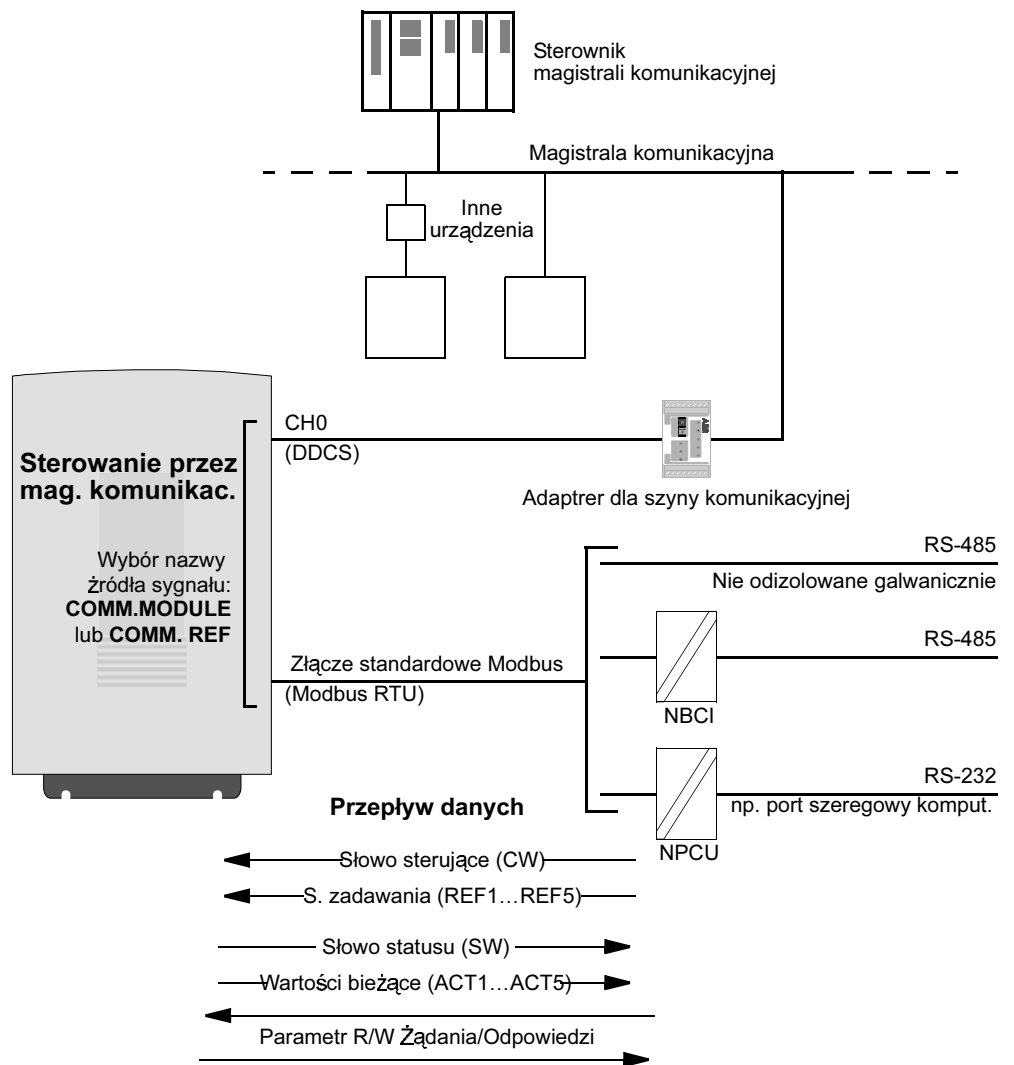 Sterownik
magistrali komunikacyjnej
Magistrala komunikacyjna
Inne
urządzenia
CH0
(DDCS)
ABB
Adaptrer dla szyny komunikacyjnej
Sterowanie przez
mag. komunikac.
Wybór nazwy
żródła sygnału:
COMM.MODULE
lub COMM. REF
RS-485
Nie odizolowane galwanicznie
RS-485
NBCI
Złącze standardowe Modbus
(Modbus RTU)
RS-232
np. port szeregowy komput.
NPCU
Przepływ danych
Słowo sterujące (CW)
S. zadawania (REF1…REF5)
Słowo statusu (SW)
Wartości bieżące (ACT1…ACT5)
Parametr R/W Żądania/Odpowiedzi